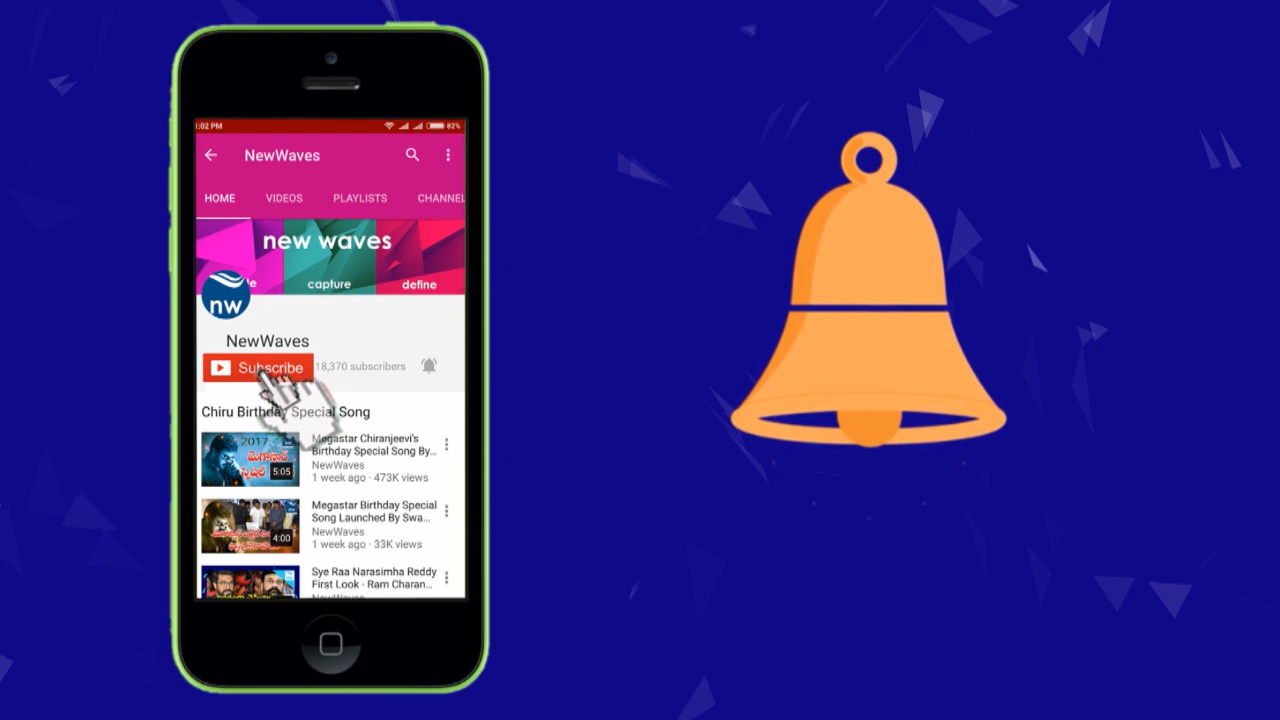 1:02 PM
82%
NewWaves
HOME VIDEOS PLAYLISTS CHANNEL
new waves
capture define
nw
NewWaves
Subscribe 18,370 subscribers
Chiru Birthday Special Song
2017
మెగాస్టార్
స్పెషల్
5:05
Megastar Chiranjeevi's
Birthday Special Song By...
NewWaves
1 week ago · 473K views
4:00
Megastar Birthday Special
Song Launched By Swa...
NewWaves
1 week ago · 33K views
Sye Raa Narasimha Reddy
First Look - Ram Charan...
NewWaves